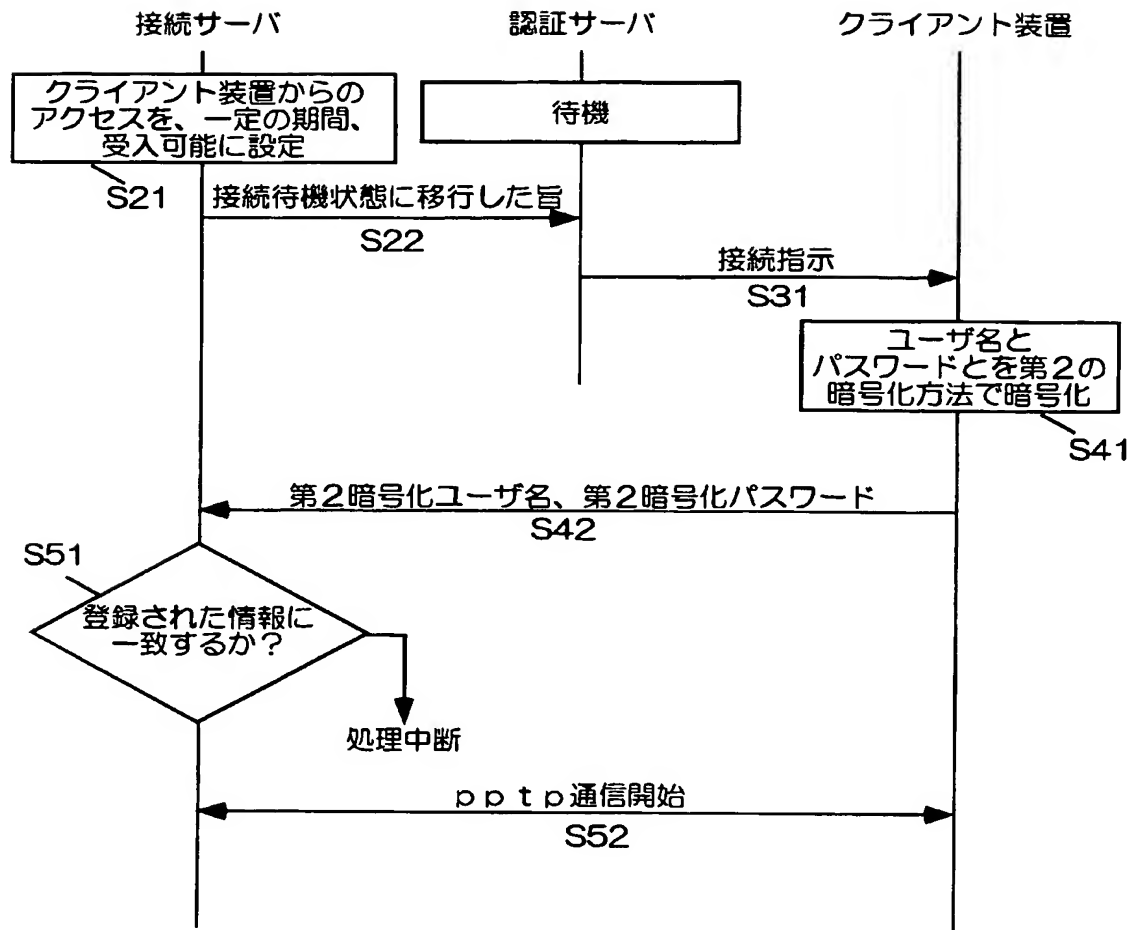 接続サーバ
認証サーバ
クライアント装置
クライアント装置からの
アクセスを、一定の期間、
受入可能に設定
待機
S21
接続待機状態に移行した旨
S22
接続指示
S31
ユーザ名と
パスワードとを第2の
暗号化方法で暗号化
S41
第2暗号化ユーザ名、第2暗号化パスワード
S42
S51
登録された情報に
一致するか？
処理中断
pptp通信開始
S52